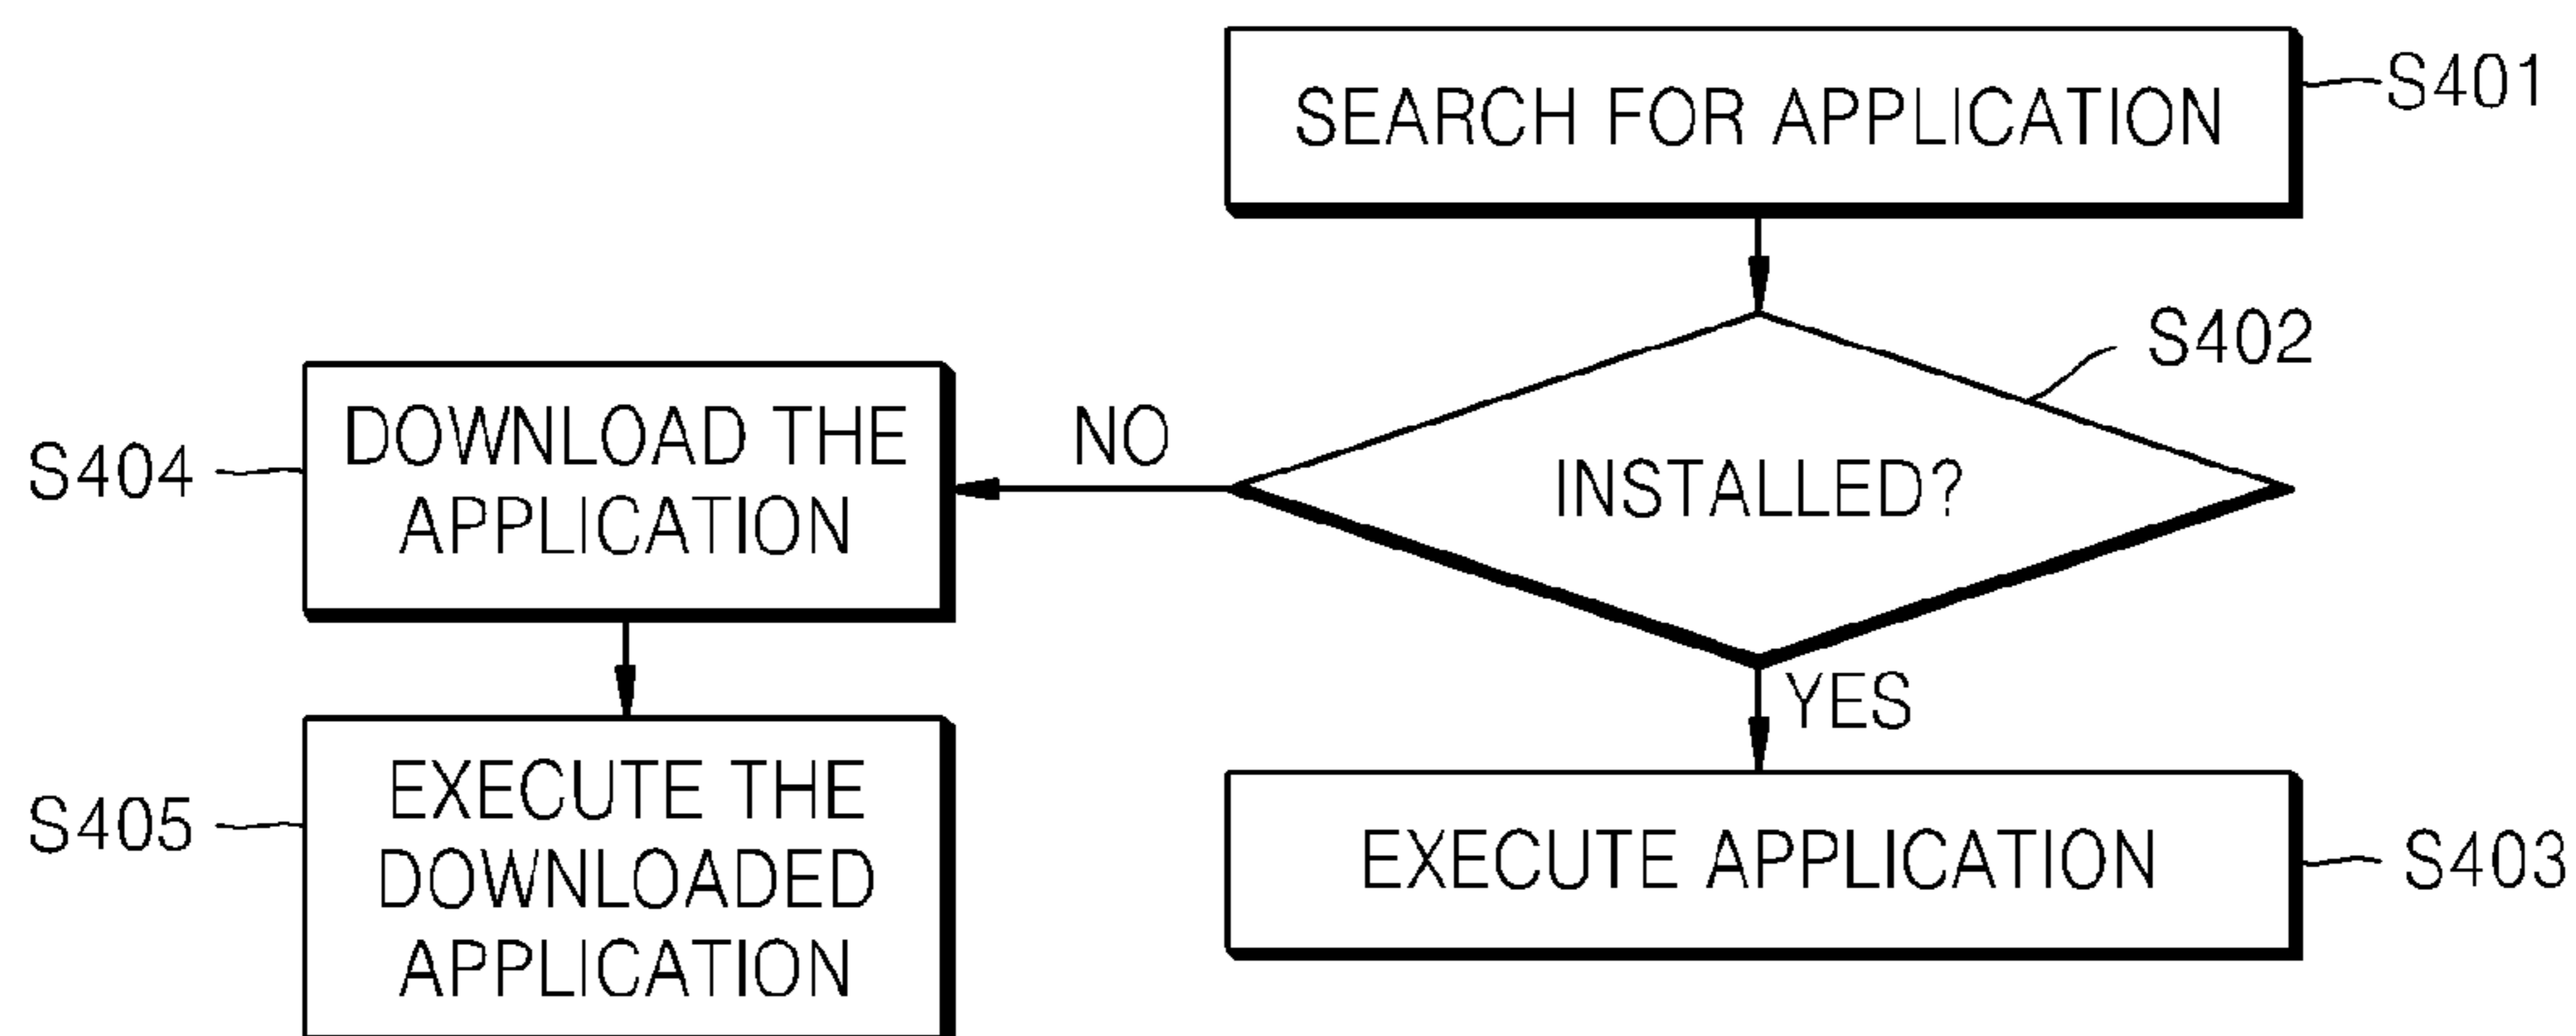 SEARCH FOR APPLICATION
S401
S402
INSTALLED?
NO
YES
DOWNLOAD THE
APPLICATION
S404
EXECUTE THE
DOWNLOADED
APPLICATION
S405
EXECUTE APPLICATION
S403